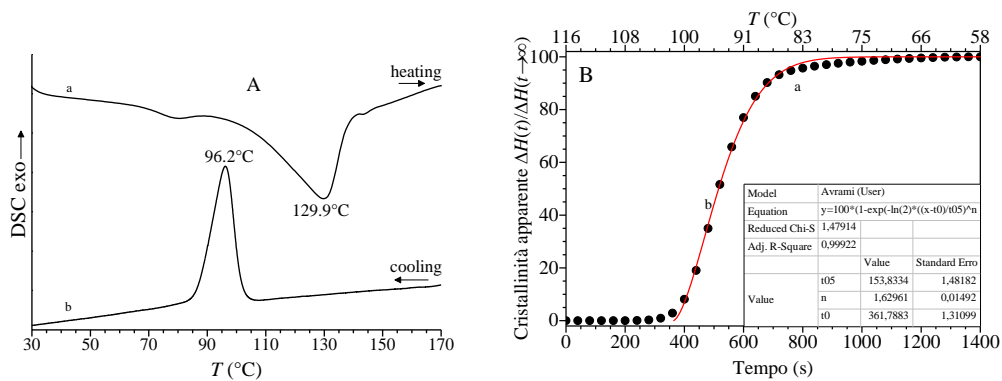 A
heating
a
96.2°C
129.9°C
cooling
b
DSC exo
30 50 70 90 110 130 150 170
T (°C)
T (°C)
116 108 100 91 83 75 66 58
B
a
b
100
80
60
40
20
0
Cristallinità apparente ΔH(t)/ΔH(t→∞)
Model Avrami (User)
Equation y=100*(1-exp(-ln(2)*((x-t0)/t05)^n
Reduced Chi-S 1,47914
Adj. R-Square 0,99922
Value Standard Erro
Value t05 153,8334 1,48182
n 1,62961 0,01492
t0 361,7883 1,31099
0 200 400 600 800 1000 1200 1400
Tempo (s)